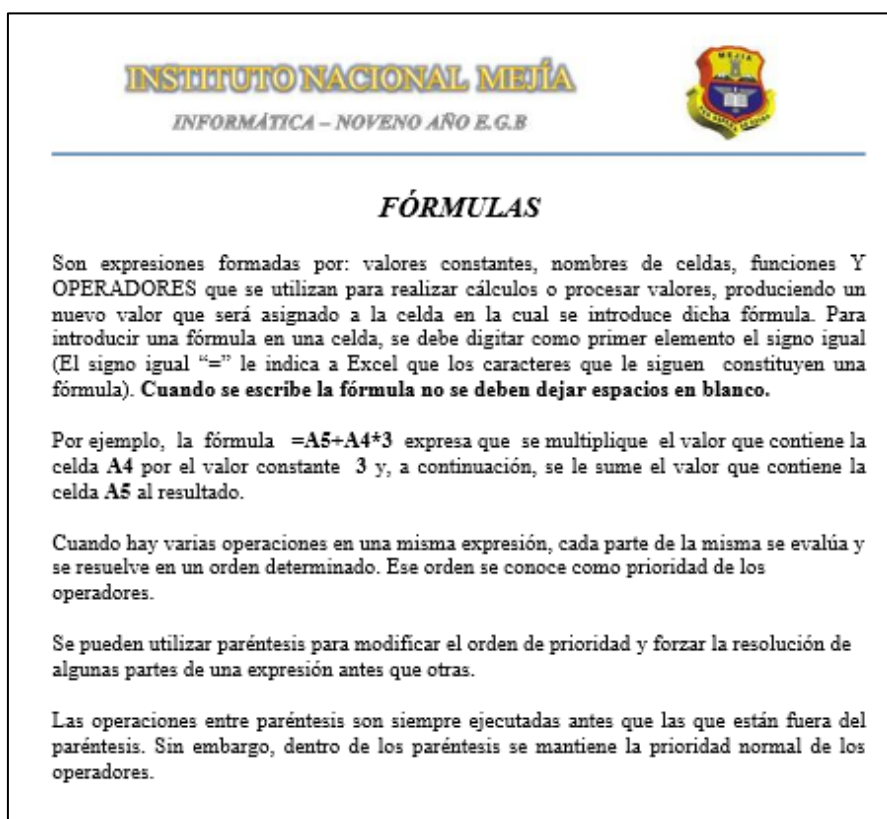 INSTITUTO NACIONAL MEJÍA
INFORMÁTICA – NOVENO AÑO E.G.B
MEJIA
FÓRMULAS
Son expresiones formadas por: valores constantes, nombres de celdas, funciones Y
OPERADORES que se utilizan para realizar cálculos o procesar valores, produciendo un
nuevo valor que será asignado a la celda en la cual se introduce dicha fórmula. Para
introducir una fórmula en una celda, se debe digitar como primer elemento el signo igual
(El signo igual “=” le indica a Excel que los caracteres que le siguen constituyen una
fórmula). Cuando se escribe la fórmula no se deben dejar espacios en blanco.
Por ejemplo, la fórmula =A5+A4*3 expresa que se multiplique el valor que contiene la
celda A4 por el valor constante 3 y, a continuación, se le sume el valor que contiene la
celda A5 al resultado.
Cuando hay varias operaciones en una misma expresión, cada parte de la misma se evalúa y
se resuelve en un orden determinado. Ese orden se conoce como prioridad de los
operadores.
Se pueden utilizar paréntesis para modificar el orden de prioridad y forzar la resolución de
algunas partes de una expresión antes que otras.
Las operaciones entre paréntesis son siempre ejecutadas antes que las que están fuera del
paréntesis. Sin embargo, dentro de los paréntesis se mantiene la prioridad normal de los
operadores.